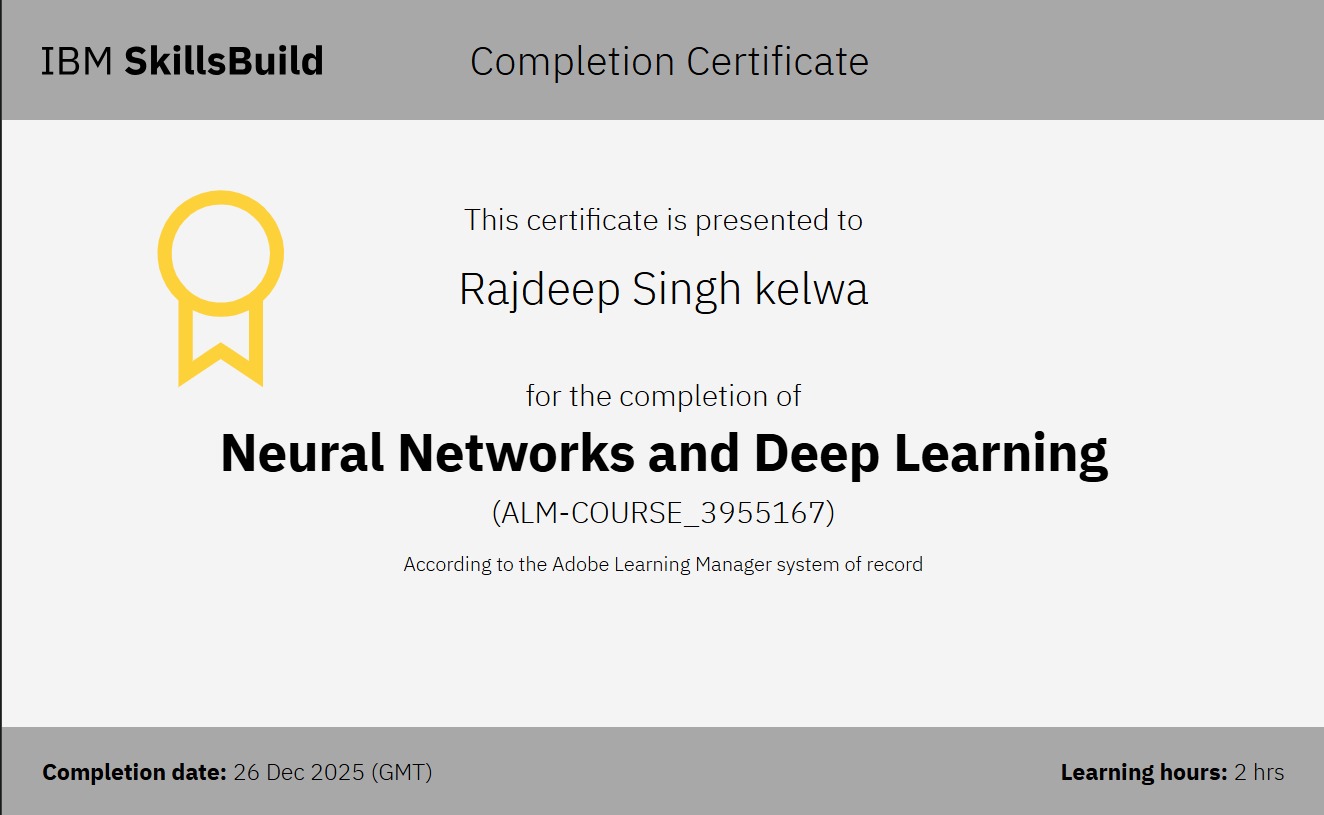 IBM SkillsBuild
Completion Certificate
This certificate is presented to
Rajdeep Singh kelwa
for the completion of
Neural Networks and Deep Learning
(ALM-COURSE_3955167)
According to the Adobe Learning Manager system of record
Completion date: 26 Dec 2025 (GMT)
Learning hours: 2 hrs